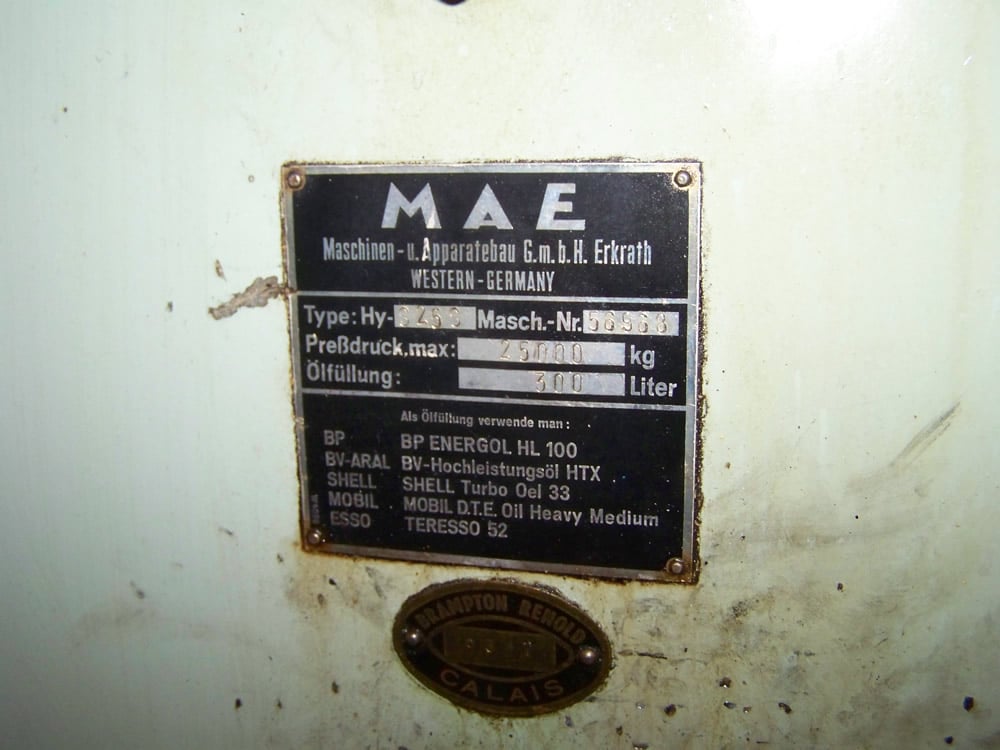 MAE
Maschinen-u. Apparatebau G.m.b.H. Erkrath
WESTERN-GERMANY
Type: Hy- Masch.-Nr.
Preßdruck, max: 25000 kg
Ölfüllung: 300 Liter
Als Ölfüllung verwende man:
BP BP ENERGOL HL 100
BV-ARAL BV-Hochleistungsöl HTX
SHELL SHELL Turbo Oel 33
MOBIL MOBIL D.T.E. Oil Heavy Medium
ESSO TERESSO 52
BRAMPTON RENOLD
CALAIS